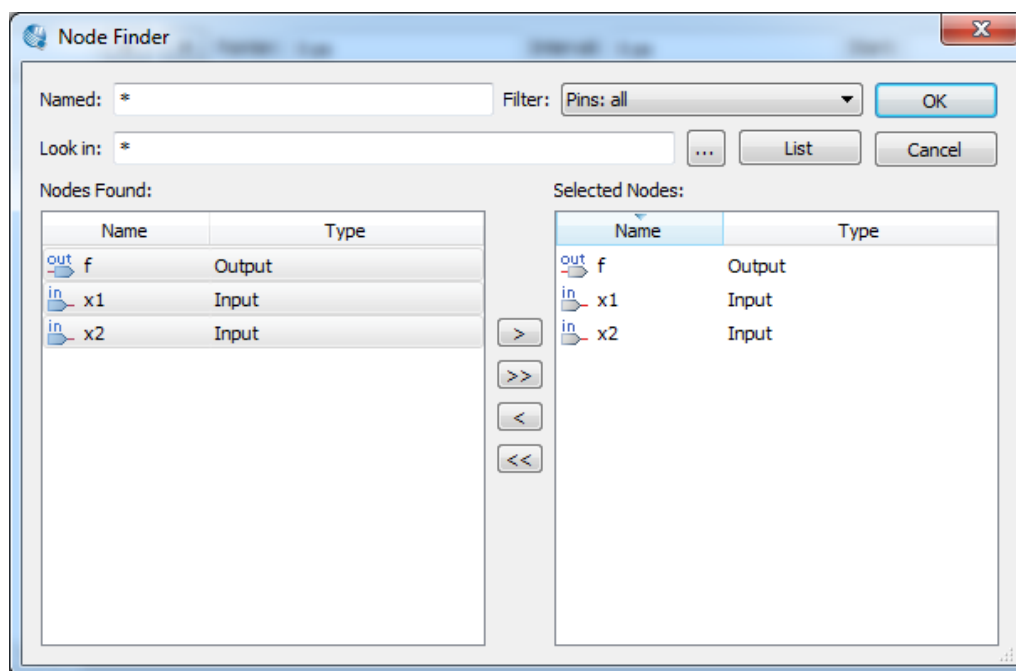 Node Finder
Named: * Filter: Pins: all OK
Look in: * ... List Cancel
Nodes Found: Selected Nodes:
Name Type Name Type
out f Output out f Output
in x1 Input in x1 Input
in x2 Input in x2 Input
>
>>
<
<<